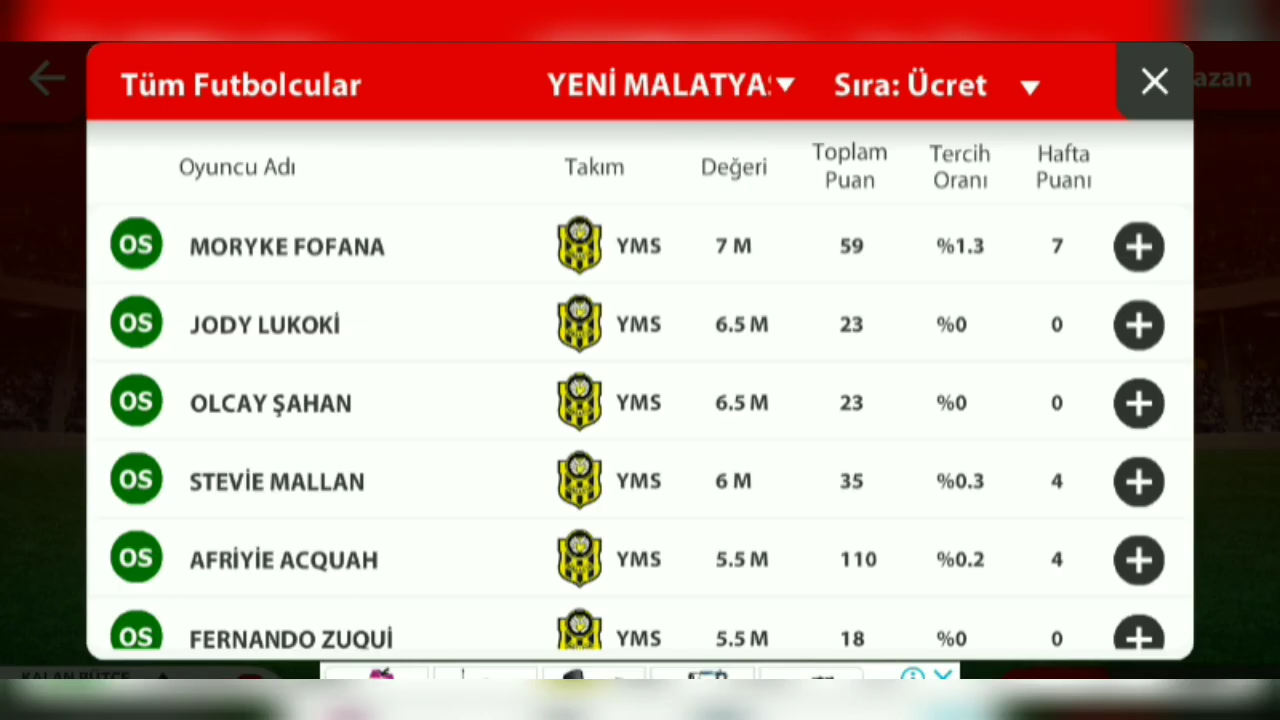 azan
Tüm Futbolcular YENİ MALATYA Sıra: Ücret
Oyuncu Adı Takım Değeri Toplam Puan Tercih Oranı Hafta Puanı
OS MORYKE FOFANA YMS 7 M 59 %1.3 7
OS JODY LUKOKİ YMS 6.5 M 23 %0 0
OS OLCAY ŞAHAN YMS 6.5 M 23 %0 0
OS STEVİE MALLAN YMS 6 M 35 %0.3 4
OS AFRİYİE ACQUAH YMS 5.5 M 110 %0.2 4
OS FERNANDO ZUQUİ YMS 5.5 M 18 %0 0
KALAN BÜTÇE